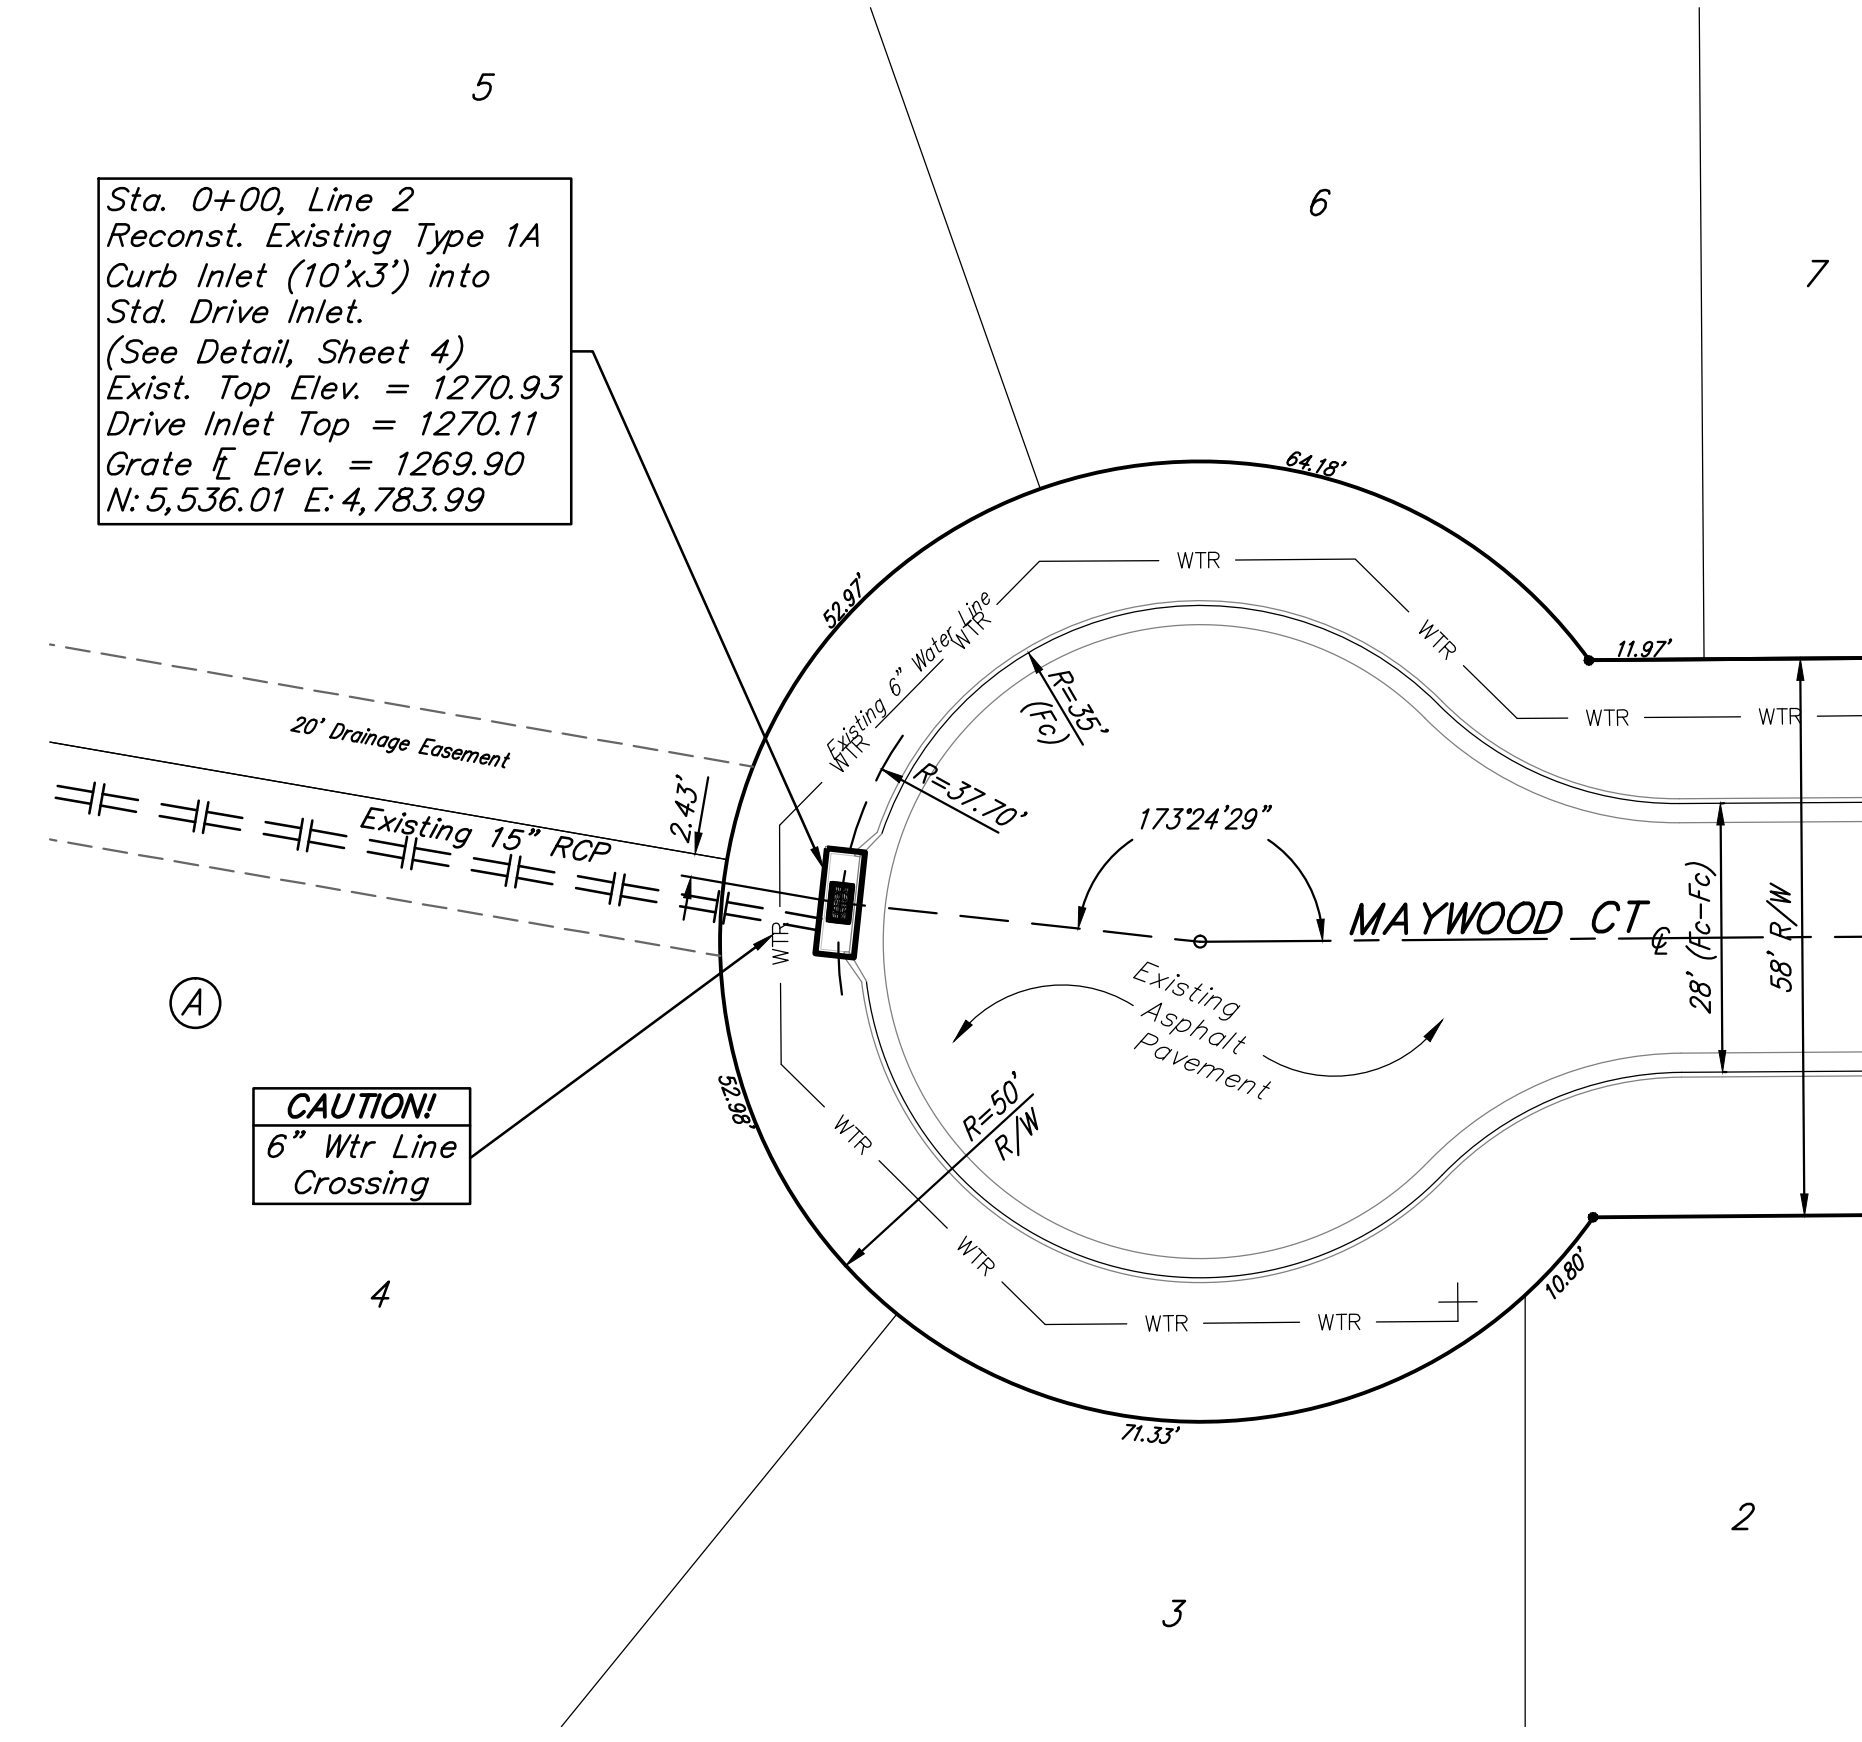 5
6
7
Sta. 0+00, Line 2
Reconst. Existing Type 1A
Curb Inlet (10'x3') into
Std. Drive Inlet.
(See Detail, Sheet 4)
Exist. Top Elev. = 1270.93
Drive Inlet Top = 1270.11
Grate ℄ Elev. = 1269.90
N: 5,536.01 E: 4,783.99
64.18'
52.97'
WTR
Existing 6" Water Line
WTR
WTR
WTR
11.97'
WTR
WTR
R=35'
(Fc)
R=37.70'
20' Drainage Easement
2.43'
Existing 15" RCP
173°24'29"
MAYWOOD CT ℄
28' (Fc-Fc)
58' R/W
WTR
Existing
Asphalt
Pavement
A
CAUTION!
6" Wtr Line
Crossing
52.98'
R=50'
R/W
WTR
WTR
WTR
WTR
10.80'
4
71.33'
3
2